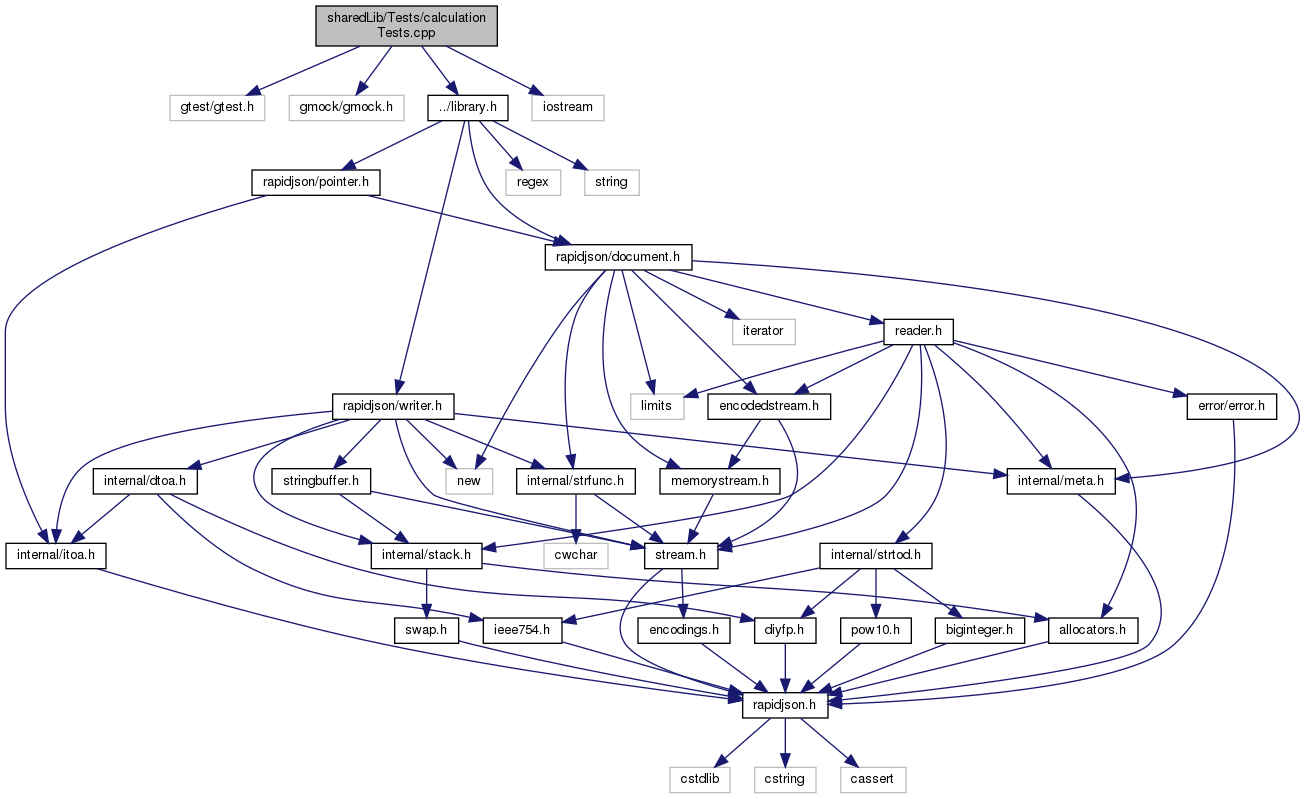 sharedLib/Tests/calculation
Tests.cpp
gtest/gtest.h
gmock/gmock.h
../library.h
iostream
rapidjson/pointer.h
regex
string
rapidjson/document.h
iterator
reader.h
rapidjson/writer.h
limits
encodedstream.h
error/error.h
internal/dtoa.h
stringbuffer.h
new
internal/strfunc.h
memorystream.h
internal/meta.h
internal/itoa.h
internal/stack.h
cwchar
stream.h
internal/strtod.h
swap.h
ieee754.h
encodings.h
diyfp.h
pow10.h
biginteger.h
allocators.h
rapidjson.h
cstdlib
cstring
cassert